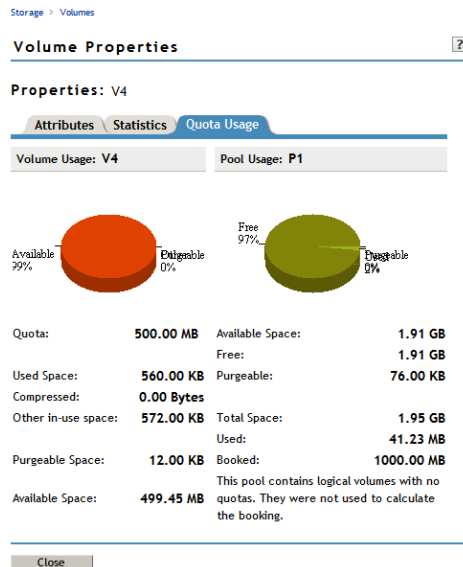 Storage > Volumes
Volume Properties
?
Properties: V4
Attributes Statistics Quota Usage
Volume Usage: V4 Pool Usage: P1
Available
99%
Purgeable
0%
Free
97%
Purgeable
0%
Quota: 500.00 MB Available Space: 1.91 GB
Free: 1.91 GB
Used Space: 560.00 KB Purgeable: 76.00 KB
Compressed: 0.00 Bytes
Other in-use space: 572.00 KB Total Space: 1.95 GB
Used: 41.23 MB
Purgeable Space: 12.00 KB Booked: 1000.00 MB
Available Space: 499.45 MB This pool contains logical volumes with no
quotas. They were not used to calculate
the booking.
Close